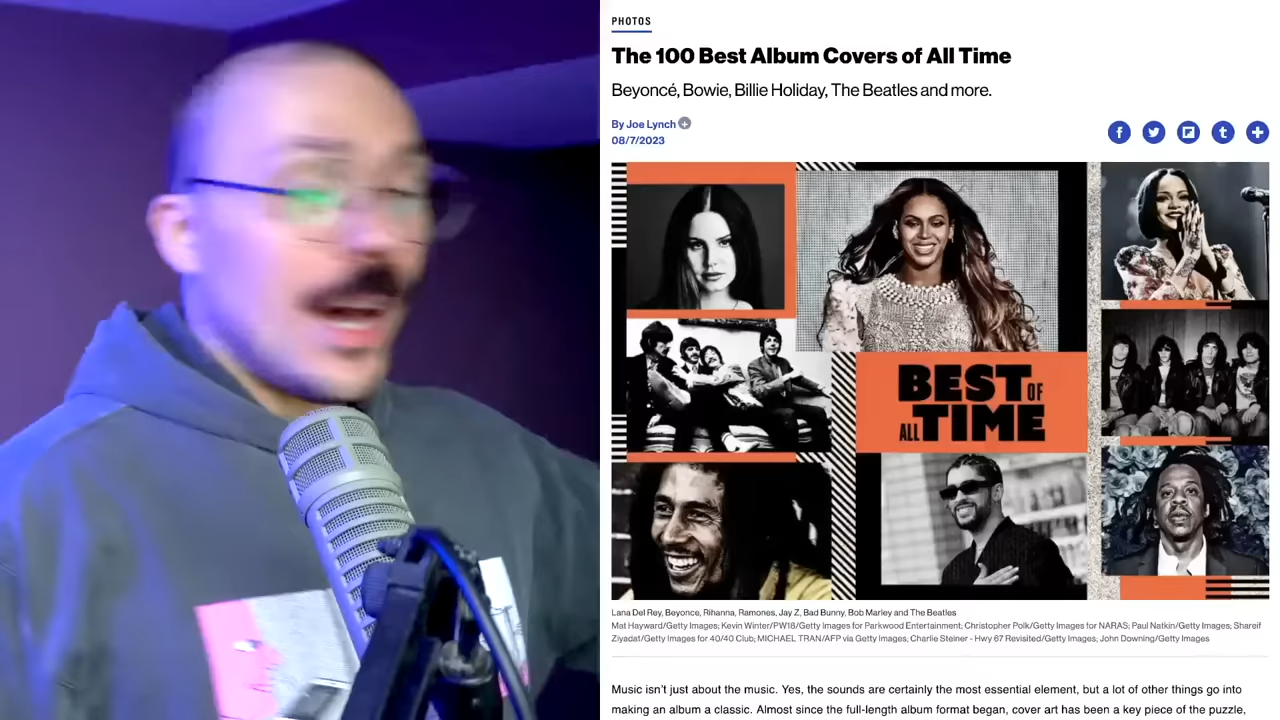 PHOTOS
The 100 Best Album Covers of All Time
Beyoncé, Bowie, Billie Holiday, The Beatles and more.
By Joe Lynch
08/7/2023
BEST OF
ALL TIME
Lana Del Rey, Beyonce, Rihanna, Ramones, Jay Z, Bad Bunny, Bob Marley and The Beatles
Mat Hayward/Getty Images; Kevin Winter/PW18/Getty Images for Parkwood Entertainment; Christopher Polk/Getty Images for NARAS; Paul Natkin/Getty Images; Shareif
Ziyadat/Getty Images for 40/40 Club; MICHAEL TRAN/AFP via Getty Images; Charlie Steiner - Hwy 67 Revisited/Getty Images; John Downing/Getty Images
Music isn't just about the music. Yes, the sounds are certainly the most essential element, but a lot of other things go into
making an album a classic. Almost since the full-length album format began, cover art has been a key piece of the puzzle,